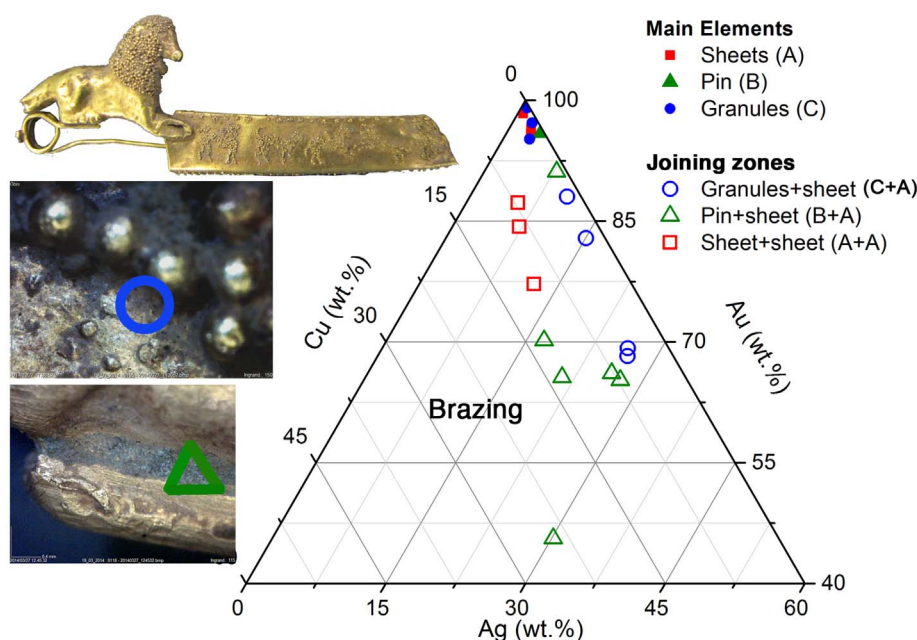 Main Elements
Sheets (A)
Pin (B)
Granules (C)
Joining zones
Granules+sheet (C+A)
Pin+sheet (B+A)
Sheet+sheet (A+A)
0
100
15
85
30
70
45
55
40
Cu (wt.%)
Au (wt.%)
Brazing
0
15
30
45
60
Ag (wt.%)